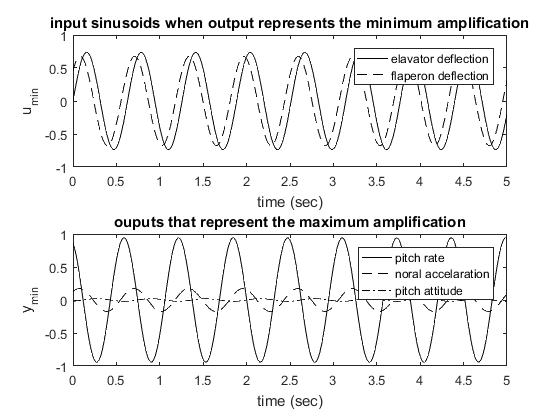 input sinusoids when output represents the minimum amplification
1
0.5
0
-0.5
-1
u min
elavator deflection
flaperon deflection
0 0.5 1 1.5 2 2.5 3 3.5 4 4.5 5
time (sec)
ouputs that represent the maximum amplification
1
0.5
0
-0.5
-1
y min
pitch rate
noral accelaration
pitch attitude
0 0.5 1 1.5 2 2.5 3 3.5 4 4.5 5
time (sec)